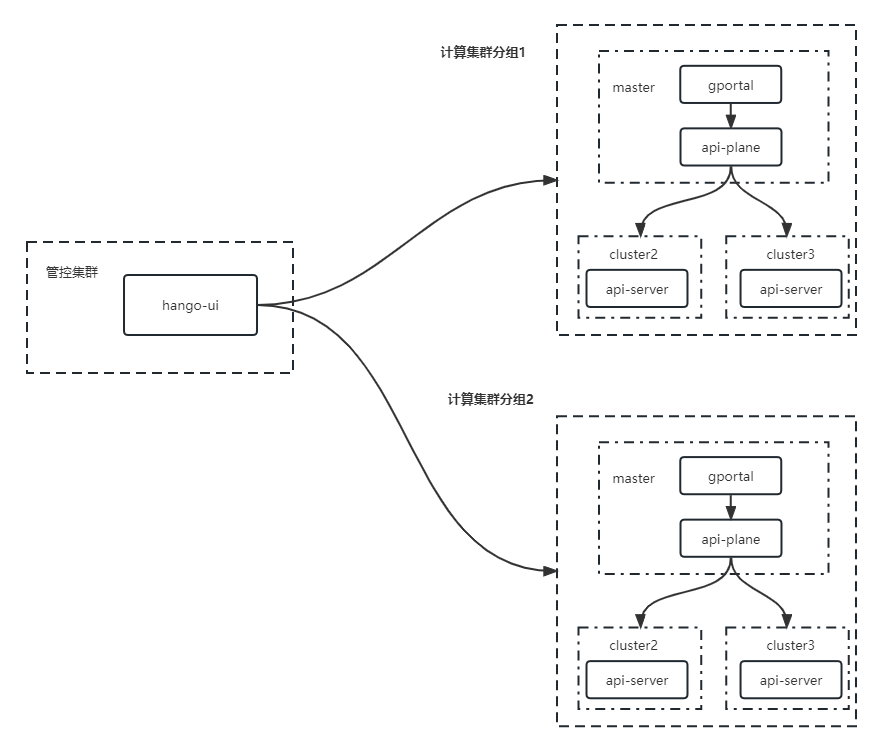 计算集群分组1
master
gportal
api-plane
cluster2
cluster3
api-server
api-server
管控集群
hango-ui
计算集群分组2
master
gportal
api-plane
cluster2
cluster3
api-server
api-server